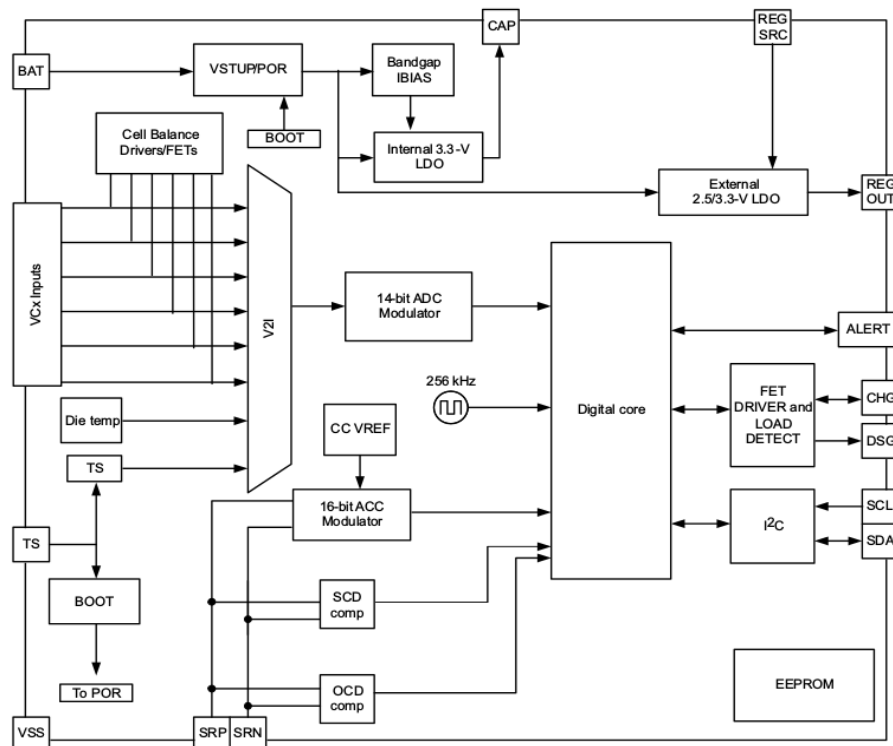 CAP
REG
SRC
BAT
VSTUP/POR
Bandgap
IBIAS
BOOT
Internal 3.3 -V
LDO
Cell Balance
Drivers/FETs
External
2.5/3.3-V LDO
REG
OUT
VCx Inputs
V2I
14-bit ADC
Modulator
ALERT
256 kHz
Digital core
FET
DRIVER and
LOAD
DETECT
CHG
DSG
Die temp
CC VREF
TS
16-bit ACC
Modulator
I2C
SCL
SDA
TS
BOOT
SCD
comp
To POR
OCD
comp
EEPROM
VSS
SRP
SRN